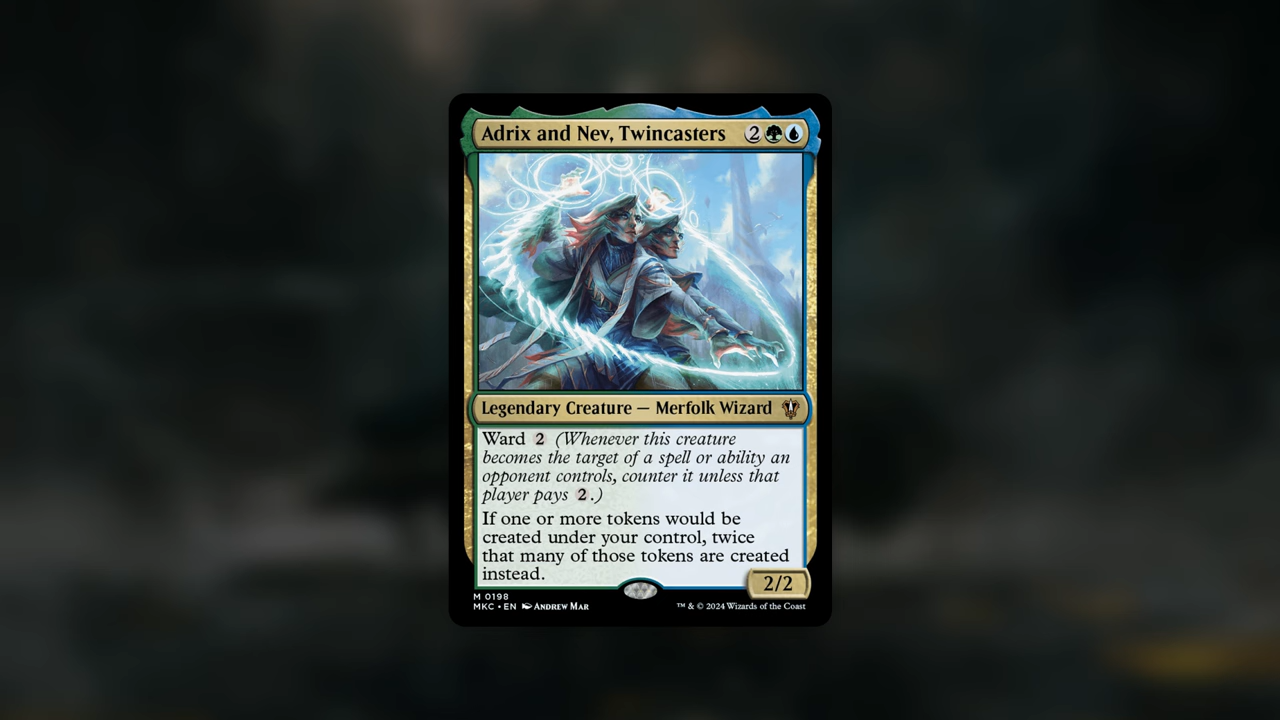 Adrix and Nev, Twincasters 2
Legendary Creature — Merfolk Wizard
Ward 2 (Whenever this creature
becomes the target of a spell or ability an
opponent controls, counter it unless that
player pays 2.)
If one or more tokens would be
created under your control, twice
that many of those tokens are created
instead.
2/2
M 0198
MKC • EN Andrew Mar
™ & © 2024 Wizards of the Coast